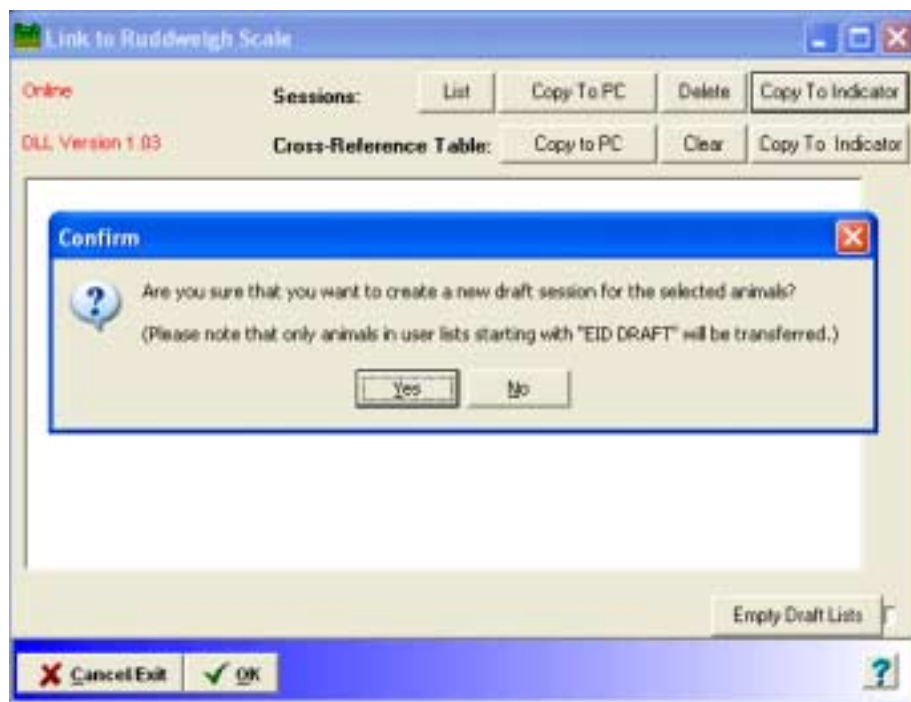 Link to Ruddweigh Scale
Online
Sessions:
List
Copy To PC
Delete
Copy To Indicator
DLL Version 1.03
Cross-Reference Table:
Copy to PC
Clear
Copy To Indicator
Confirm
Are you sure that you want to create a new draft session for the selected animals?
(Please note that only animals in user lists starting with "EID DRAFT" will be transferred.)
Yes
No
Empty Draft Lists
Cancel Exit
OK
?